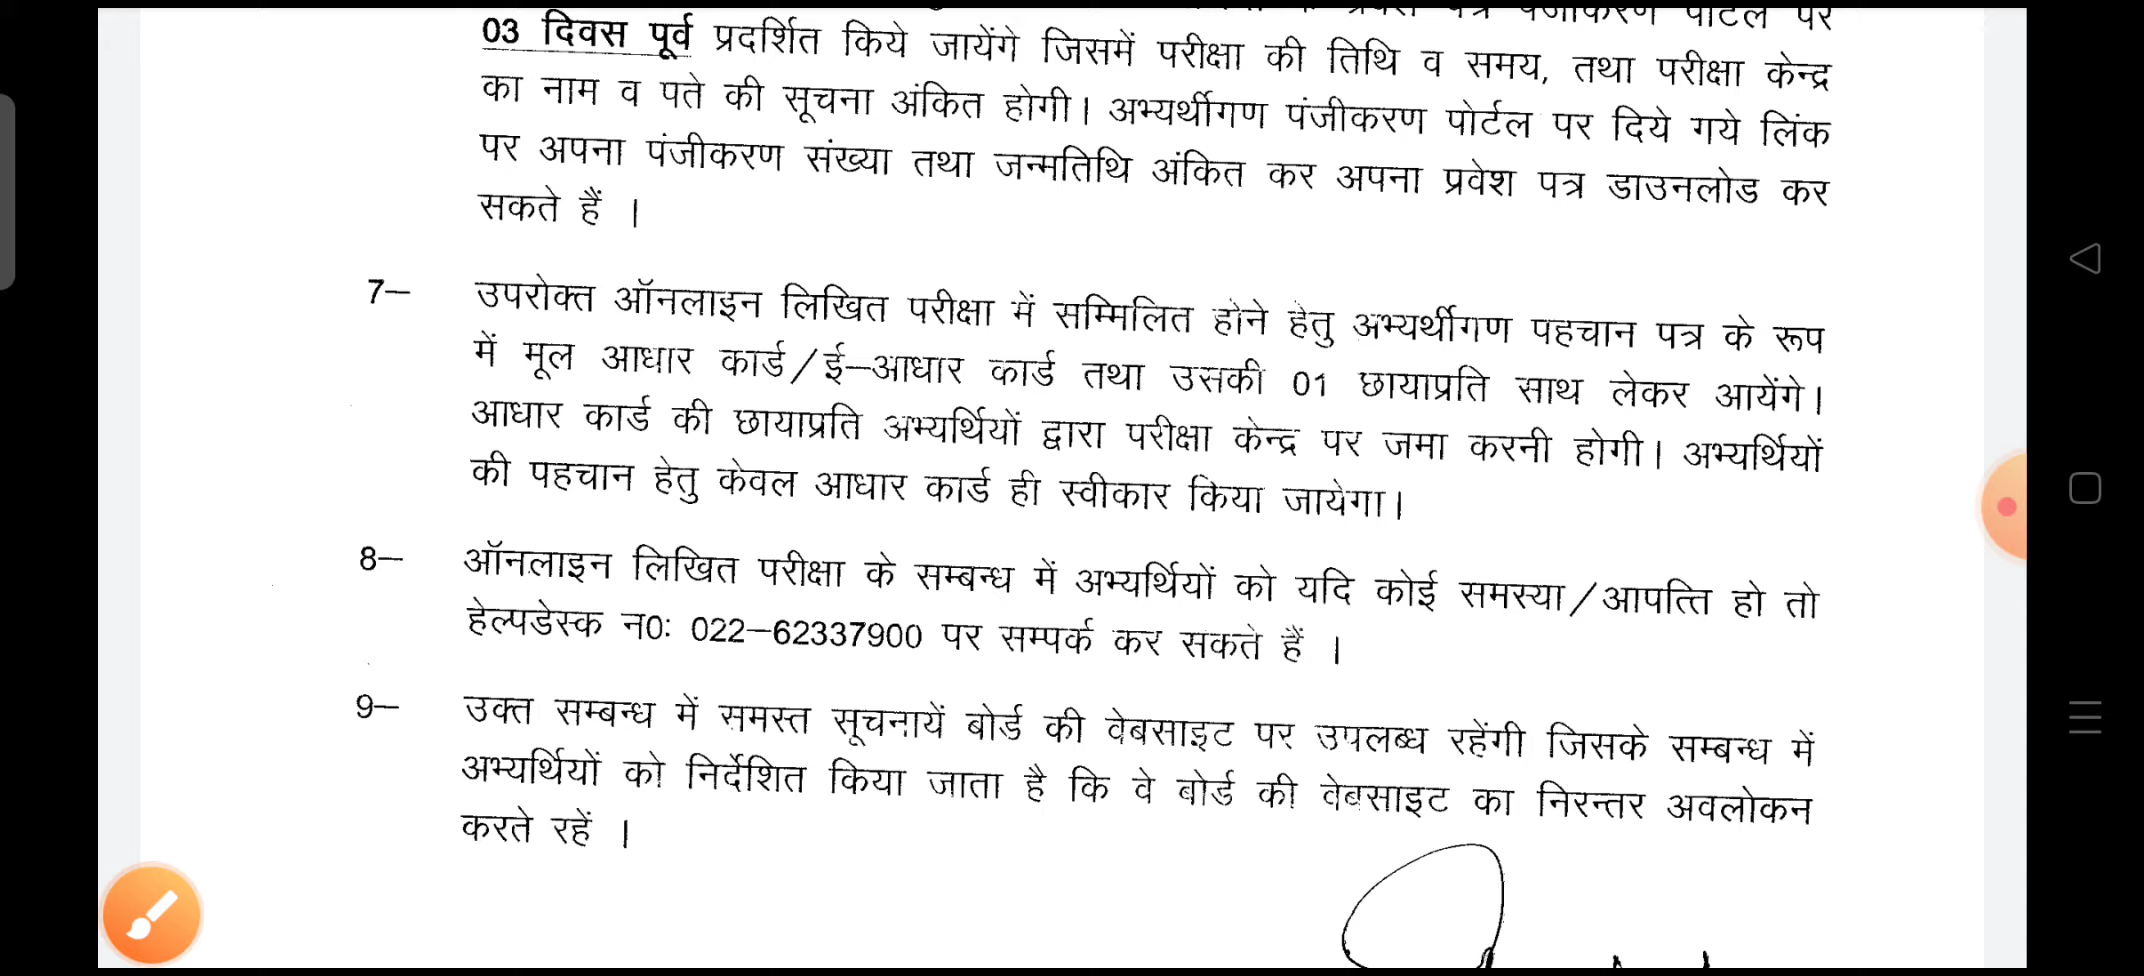 पंजीकरण पोर्टल पर
03 दिवस पूर्व प्रदर्शित किये जायेंगे जिसमें परीक्षा की तिथि व समय, तथा परीक्षा केन्द्र
का नाम व पते की सूचना अंकित होगी। अभ्यर्थीगण पंजीकरण पोर्टल पर दिये गये लिंक
पर अपना पंजीकरण संख्या तथा जन्मतिथि अंकित कर अपना प्रवेश पत्र डाउनलोड कर
सकते हैं ।
7— उपरोक्त ऑनलाइन लिखित परीक्षा में सम्मिलित होने हेतु अभ्यर्थीगण पहचान पत्र के रूप
में मूल आधार कार्ड/ई—आधार कार्ड तथा उसकी 01 छायाप्रति साथ लेकर आयेंगे।
आधार कार्ड की छायाप्रति अभ्यर्थियों द्वारा परीक्षा केन्द्र पर जमा करनी होगी। अभ्यर्थियों
की पहचान हेतु केवल आधार कार्ड ही स्वीकार किया जायेगा।
8— ऑनलाइन लिखित परीक्षा के सम्बन्ध में अभ्यर्थियों को यदि कोई समस्या/आपत्ति हो तो
हेल्पडेस्क न0: 022—62337900 पर सम्पर्क कर सकते हैं ।
9— उक्त सम्बन्ध में समस्त सूचनायें बोर्ड की वेबसाइट पर उपलब्ध रहेंगी जिसके सम्बन्ध में
अभ्यर्थियों को निर्देशित किया जाता है कि वे बोर्ड की वेबसाइट का निरन्तर अवलोकन
करते रहें ।